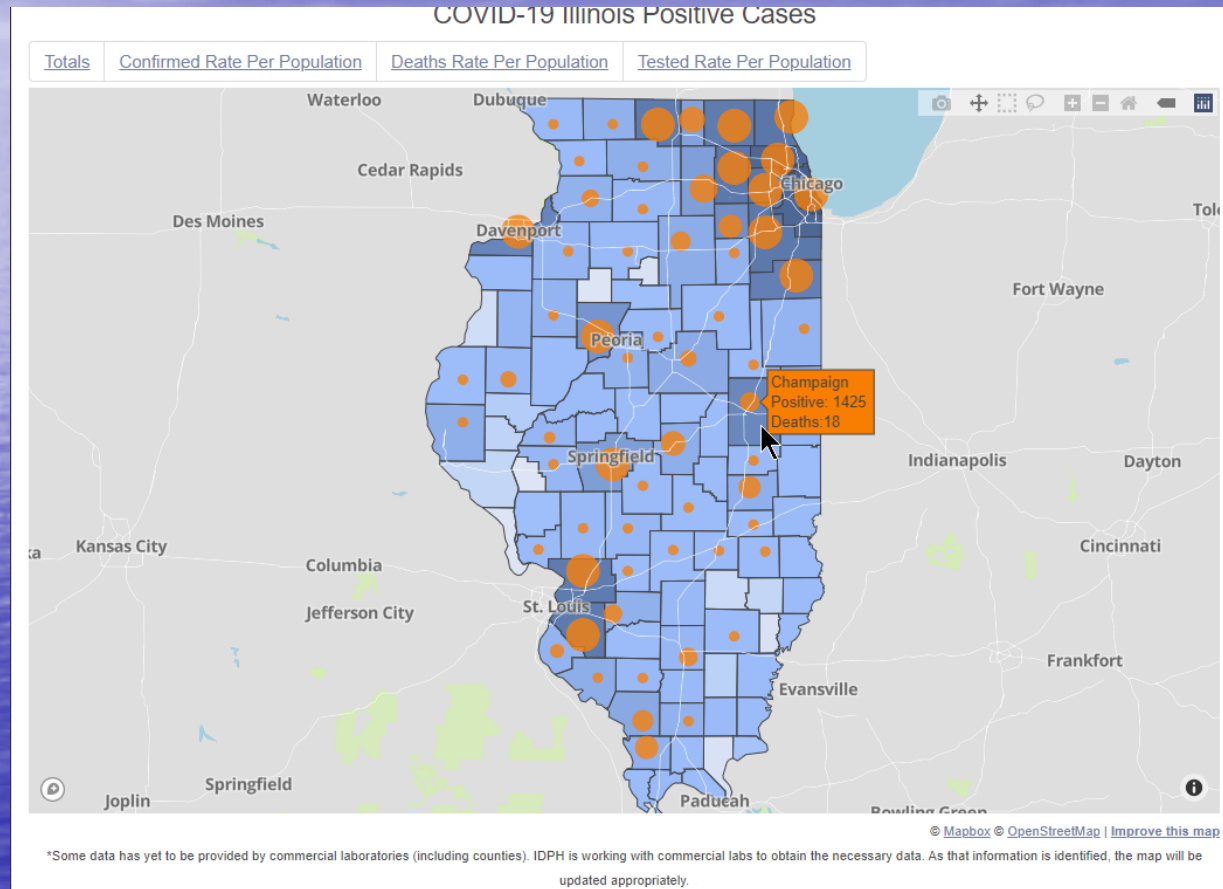 COVID-19 Illinois Positive Cases
Totals
Confirmed Rate Per Population
Deaths Rate Per Population
Tested Rate Per Population
Waterloo
Dubuque
Cedar Rapids
Chicago
Des Moines
Davenport
Fort Wayne
Peoria
Champaign
Positive: 1425
Deaths:18
Springfield
Indianapolis
Dayton
Kansas City
Cincinnati
Columbia
Jefferson City
St. Louis
Frankfort
Evansville
Springfield
Joplin
Paducah
Bowling Green
© Mapbox © OpenStreetMap | Improve this map
*Some data has yet to be provided by commercial laboratories (including counties). IDPH is working with commercial labs to obtain the necessary data. As that information is identified, the map will be
updated appropriately.